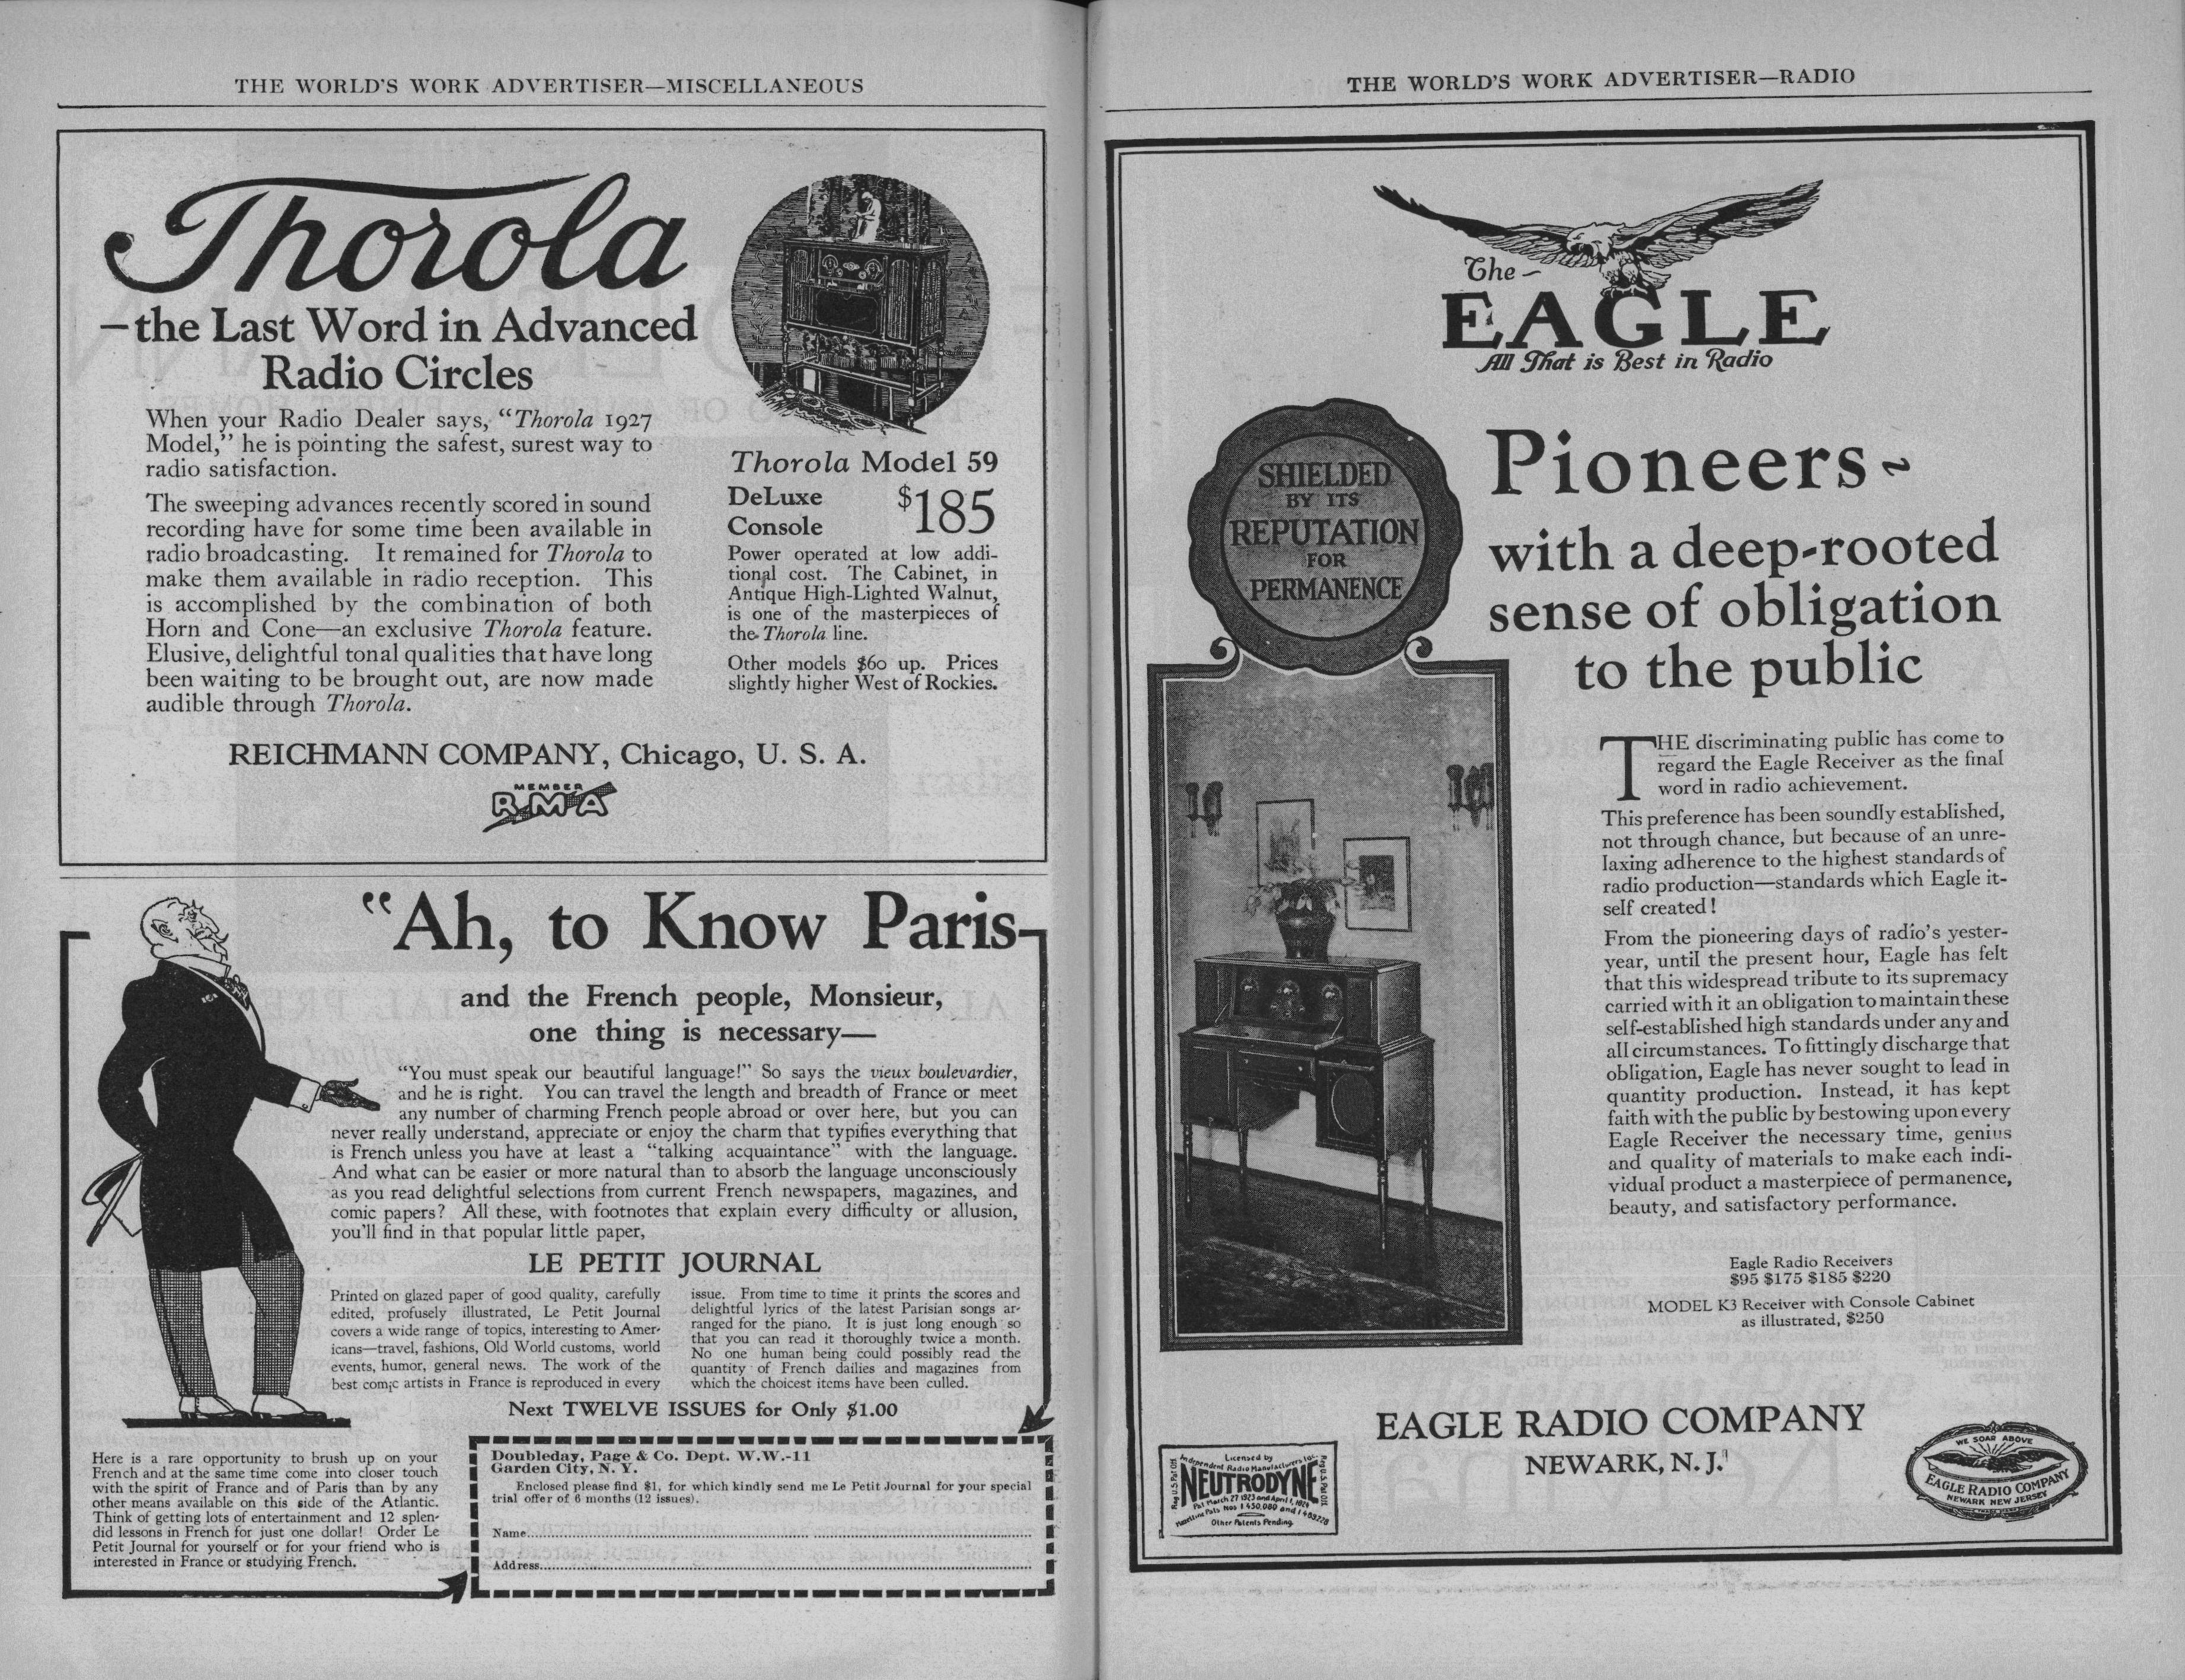 THE WORLD'S WORK ADVERTISER—MISCELLANEOUS
Thorola
—the Last Word in Advanced
Radio Circles
When your Radio Dealer says, "Thorola 1927
Model," he is pointing the safest, surest way to
radio satisfaction.
The sweeping advances recently scored in sound
recording have for some time been available in
radio broadcasting. It remained for Thorola to
make them available in radio reception. This
is accomplished by the combination of both
Horn and Cone—an exclusive Thorola feature.
Elusive, delightful tonal qualities that have long
been waiting to be brought out, are now made
audible through Thorola.
Thorola Model 59
DeLuxe
Console
$185
Power operated at low addi-
tional cost. The Cabinet, in
Antique High-Lighted Walnut,
is one of the masterpieces of
the Thorola line.
Other models $60 up. Prices
slightly higher West of Rockies.
REICHMANN COMPANY, Chicago, U. S. A.
MEMBER
RMA
"Ah, to Know Paris
and the French people, Monsieur,
one thing is necessary—
"You must speak our beautiful language!" So says the vieux boulevardier,
and he is right. You can travel the length and breadth of France or meet
any number of charming French people abroad or over here, but you can
never really understand, appreciate or enjoy the charm that typifies everything that
is French unless you have at least a "talking acquaintance" with the language.
And what can be easier or more natural than to absorb the language unconsciously
as you read delightful selections from current French newspapers, magazines, and
comic papers? All these, with footnotes that explain every difficulty or allusion,
you'll find in that popular little paper,
LE PETIT JOURNAL
Printed on glazed paper of good quality, carefully
edited, profusely illustrated, Le Petit Journal
covers a wide range of topics, interesting to Amer-
icans—travel, fashions, Old World customs, world
events, humor, general news. The work of the
best comic artists in France is reproduced in every
issue. From time to time it prints the scores and
delightful lyrics of the latest Parisian songs ar-
ranged for the piano. It is just long enough so
that you can read it thoroughly twice a month.
No one human being could possibly read the
quantity of French dailies and magazines from
which the choicest items have been culled.
Next TWELVE ISSUES for Only $1.00
Here is a rare opportunity to brush up on your
French and at the same time come into closer touch
with the spirit of France and of Paris than by any
other means available on this side of the Atlantic.
Think of getting lots of entertainment and 12 splen-
did lessons in French for just one dollar! Order Le
Petit Journal for yourself or for your friend who is
interested in France or studying French.
Doubleday, Page & Co. Dept. W.W.-11
Garden City, N. Y.
Enclosed please find $1, for which kindly send me Le Petit Journal for your special
trial offer of 6 months (12 issues).
Name
Address
THE WORLD'S WORK ADVERTISER—RADIO
The —
EAGLE
All That is Best in Radio
SHIELDED
BY ITS
REPUTATION
FOR
PERMANENCE
Pioneers ~
with a deep-rooted
sense of obligation
to the public
THE discriminating public has come to
regard the Eagle Receiver as the final
word in radio achievement.
This preference has been soundly established,
not through chance, but because of an unre-
laxing adherence to the highest standards of
radio production—standards which Eagle it-
self created!
From the pioneering days of radio's yester-
year, until the present hour, Eagle has felt
that this widespread tribute to its supremacy
carried with it an obligation to maintain these
self-established high standards under any and
all circumstances. To fittingly discharge that
obligation, Eagle has never sought to lead in
quantity production. Instead, it has kept
faith with the public by bestowing upon every
Eagle Receiver the necessary time, genius
and quality of materials to make each indi-
vidual product a masterpiece of permanence,
beauty, and satisfactory performance.
Eagle Radio Receivers
$95 $175 $185 $220
MODEL K3 Receiver with Console Cabinet
as illustrated, $250
EAGLE RADIO COMPANY
NEWARK, N. J.
Licensed by
Independent Radio Manufacturers Inc.
NEUTRODYNE
Reg U.S. Pat Off.
Reg U.S. Pat Off.
Pat March 27 1923 and April 1, 1924
Hazeltine Pats Nos 1450,080 and 1489228
Other Patents Pending.
WE SOAR ABOVE
EAGLE RADIO COMPANY
NEWARK NEW JERSEY